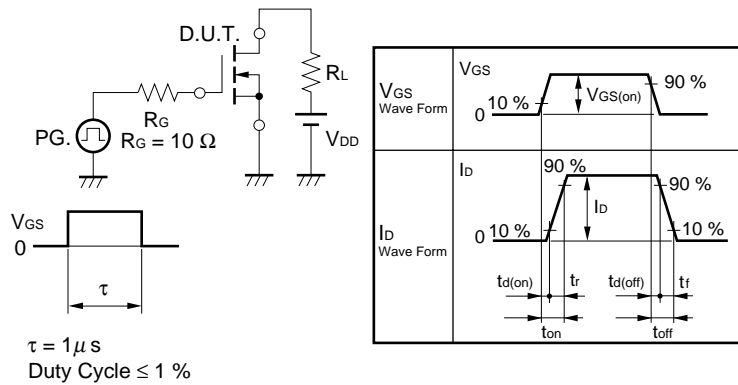 D.U.T.
RL
RG
RG = 10 Ω
PG.
VDD
VGS
0
τ
τ = 1μ s
Duty Cycle ≤ 1 %
VGS
Wave Form
VGS
10 %
0
VGS(on)
90 %
ID
Wave Form
ID
90 %
0
10 %
ID
90 %
10 %
td(on)
tr
td(off)
tf
ton
toff